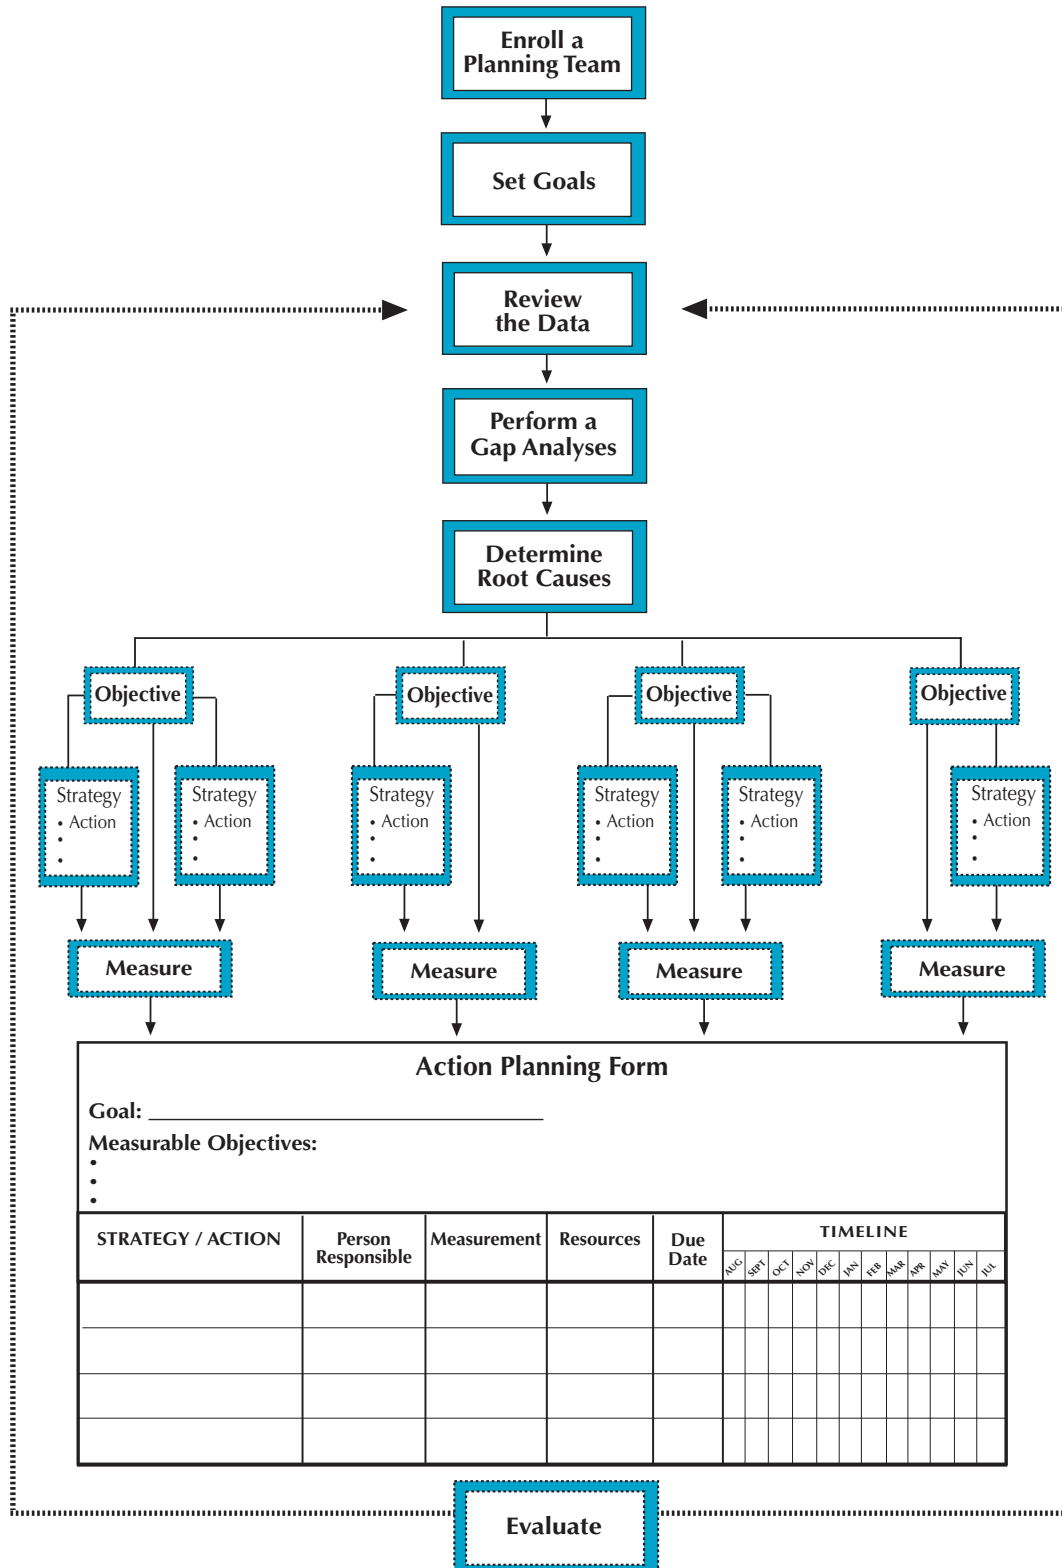 Enroll a
Planning Team
Set Goals
Review
the Data
Perform a
Gap Analyses
Determine
Root Causes
Objective
Objective
Objective
Objective
Strategy
• Action
•
•
Strategy
• Action
•
•
Strategy
• Action
•
•
Strategy
• Action
•
•
Strategy
• Action
•
•
Strategy
• Action
•
•
Measure
Measure
Measure
Measure
Action Planning Form
Goal: ______________________________
Measurable Objectives:
•
•
•
STRATEGY / ACTION
Person
Responsible
Measurement
Resources
Due
Date
TIMELINE
AUG SEPT OCT NOV DEC JAN FEB MAR APR MAY JUN JUL
Evaluate